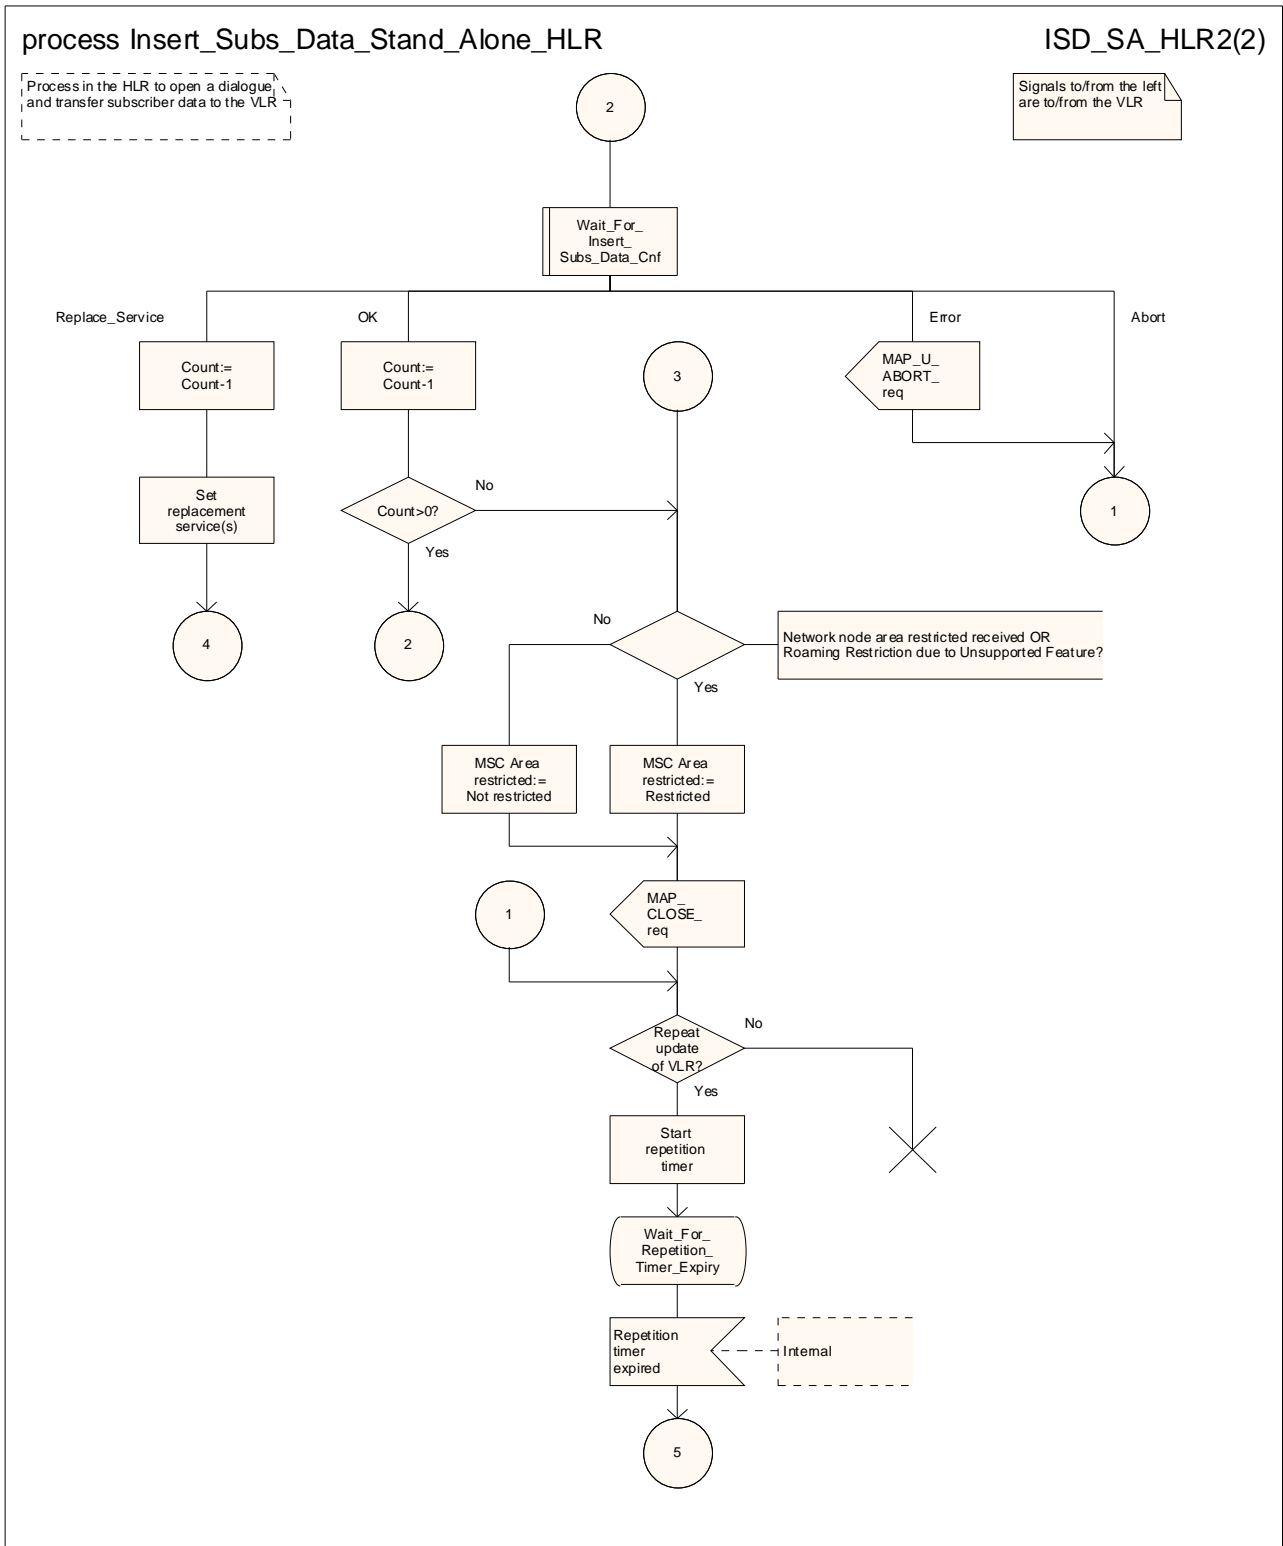 process Insert_Subs_Data_Stand_Alone_HLR
ISD_SA_HLR2(2)
Process in the HLR to open a dialogue
and transfer subscriber data to the VLR
2
Signals to/from the left
are to/from the VLR
Wait_For_
Insert_
Subs_Data_Cnf
Replace_Service
OK
Error
Abort
Count:=
Count-1
Count:=
Count-1
3
MAP_U_
ABORT_
req
Set
replacement
service(s)
Count>0?
No
Yes
1
4
2
No
Network node area restricted received OR
Roaming Restriction due to Unsupported Feature?
Yes
MSC Area
restricted:=
Not restricted
MSC Area
restricted:=
Restricted
1
MAP_
CLOSE_
req
Repeat
update
of VLR?
No
Yes
Start
repetition
timer
Wait_For_
Repetition_
Timer_Expiry
Repetition
timer
expired
Internal
5